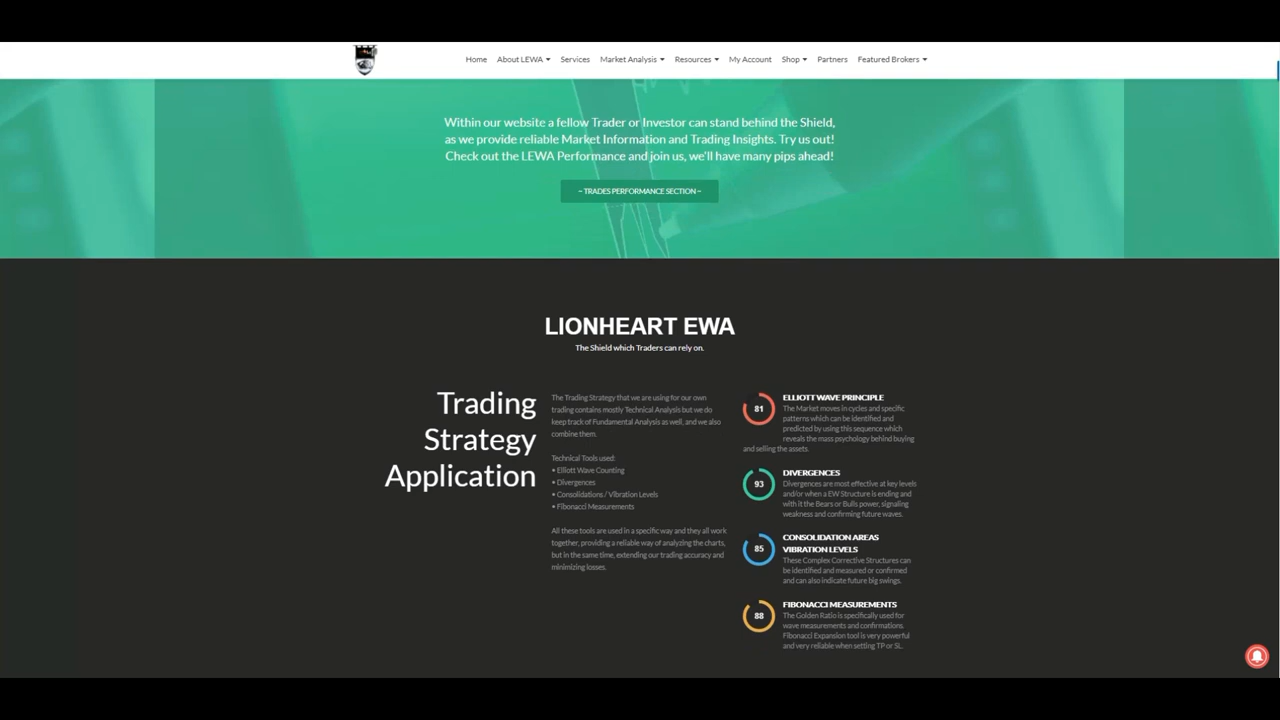 Home About LEWA Services Market Analysis Resources My Account Shop Partners Featured Brokers
Within our website a fellow Trader or Investor can stand behind the Shield,
as we provide reliable Market Information and Trading Insights. Try us out!
Check out the LEWA Performance and join us, we'll have many pips ahead!
~ TRADES PERFORMANCE SECTION ~
LIONHEART EWA
The Shield which Traders can rely on.
Trading
Strategy
Application
The Trading Strategy that we are using for our own
trading contains mostly Technical Analysis but we do
keep track of Fundamental Analysis as well, and we also
combine them.
Technical Tools used:
• Elliott Wave Counting
• Divergences
• Consolidations / Vibration Levels
• Fibonacci Measurements
All these tools are used in a specific way and they all work
together, providing a reliable way of analyzing the charts,
but in the same time, extending our trading accuracy and
minimizing losses.
81
ELLIOTT WAVE PRINCIPLE
The Market moves in cycles and specific
patterns which can be identified and
predicted by using this sequence which
reveals the mass psychology behind buying
and selling the assets.
93
DIVERGENCES
Divergences are most effective at key levels
and/or when a EW Structure is ending and
with it the Bears or Bulls power, signaling
weakness and confirming future waves.
85
CONSOLIDATION AREAS
VIBRATION LEVELS
These Complex Corrective Structures can
be identified and measured or confirmed
and can also indicate future big swings.
88
FIBONACCI MEASUREMENTS
The Golden Ratio is specifically used for
wave measurements and confirmations.
Fibonacci Expansion tool is very powerful
and very reliable when setting TP or SL.